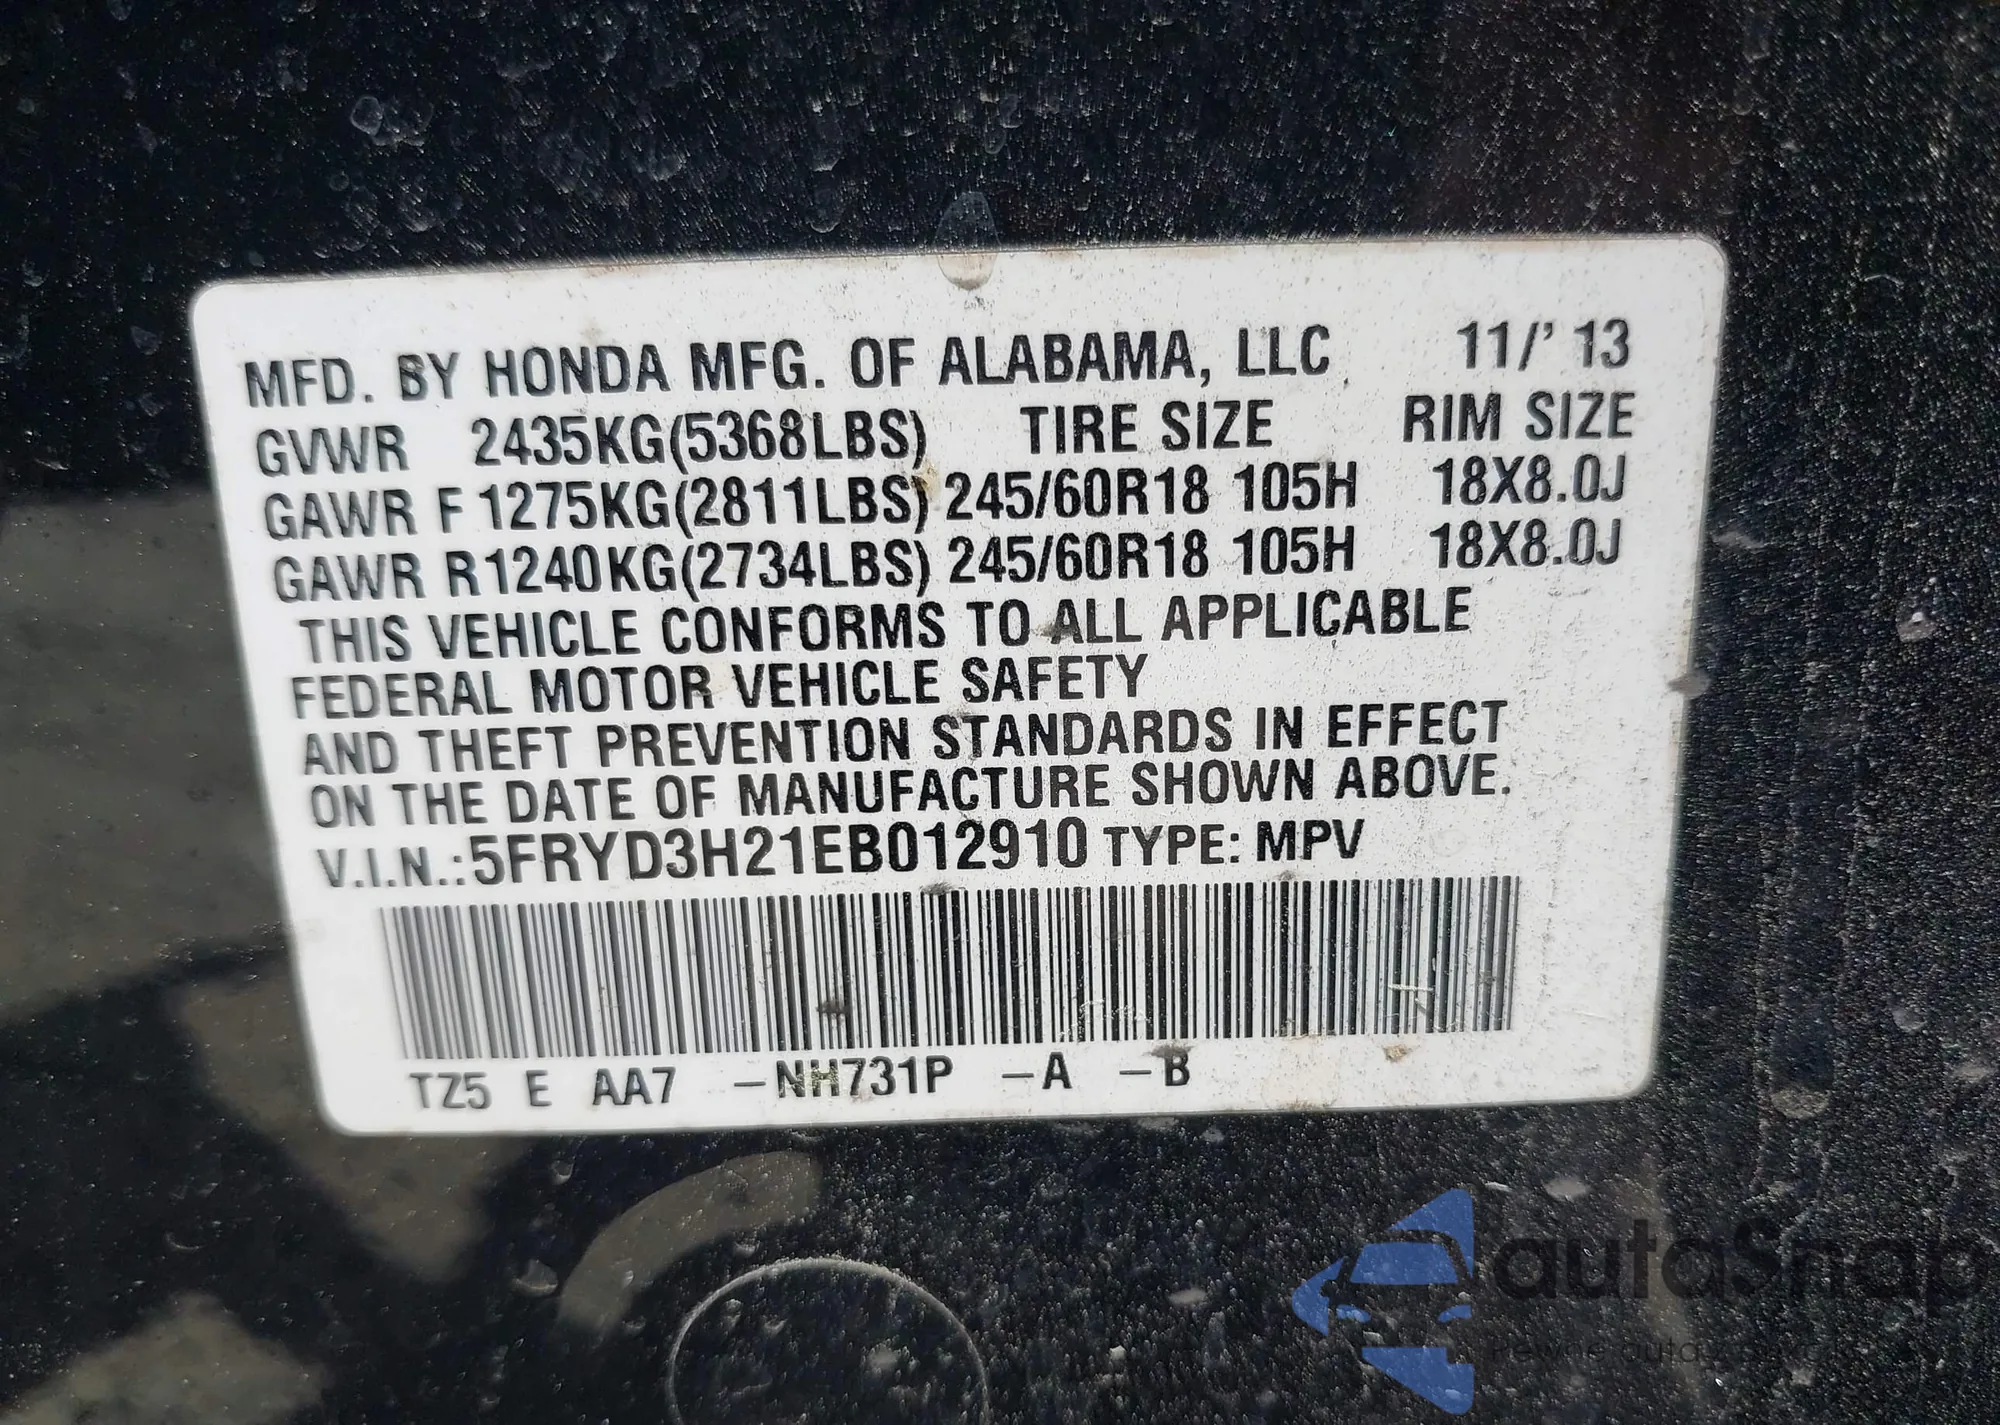 MFD. BY HONDA MFG. OF ALABAMA, LLC 11/' 13
GVWR 2435KG(5368LBS) TIRE SIZE RIM SIZE
GAWR F 1275KG(2811LBS) 245/60R18 105H 18X8.0J
GAWR R1240KG(2734LBS) 245/60R18 105H 18X8.0J
THIS VEHICLE CONFORMS TO ALL APPLICABLE
FEDERAL MOTOR VEHICLE SAFETY
AND THEFT PREVENTION STANDARDS IN EFFECT
ON THE DATE OF MANUFACTURE SHOWN ABOVE.
V.I.N.:5FRYD3H21EB012910 TYPE: MPV
TZ5 E AA7 –NH731P –A –B
autaSnap
Pewne auta